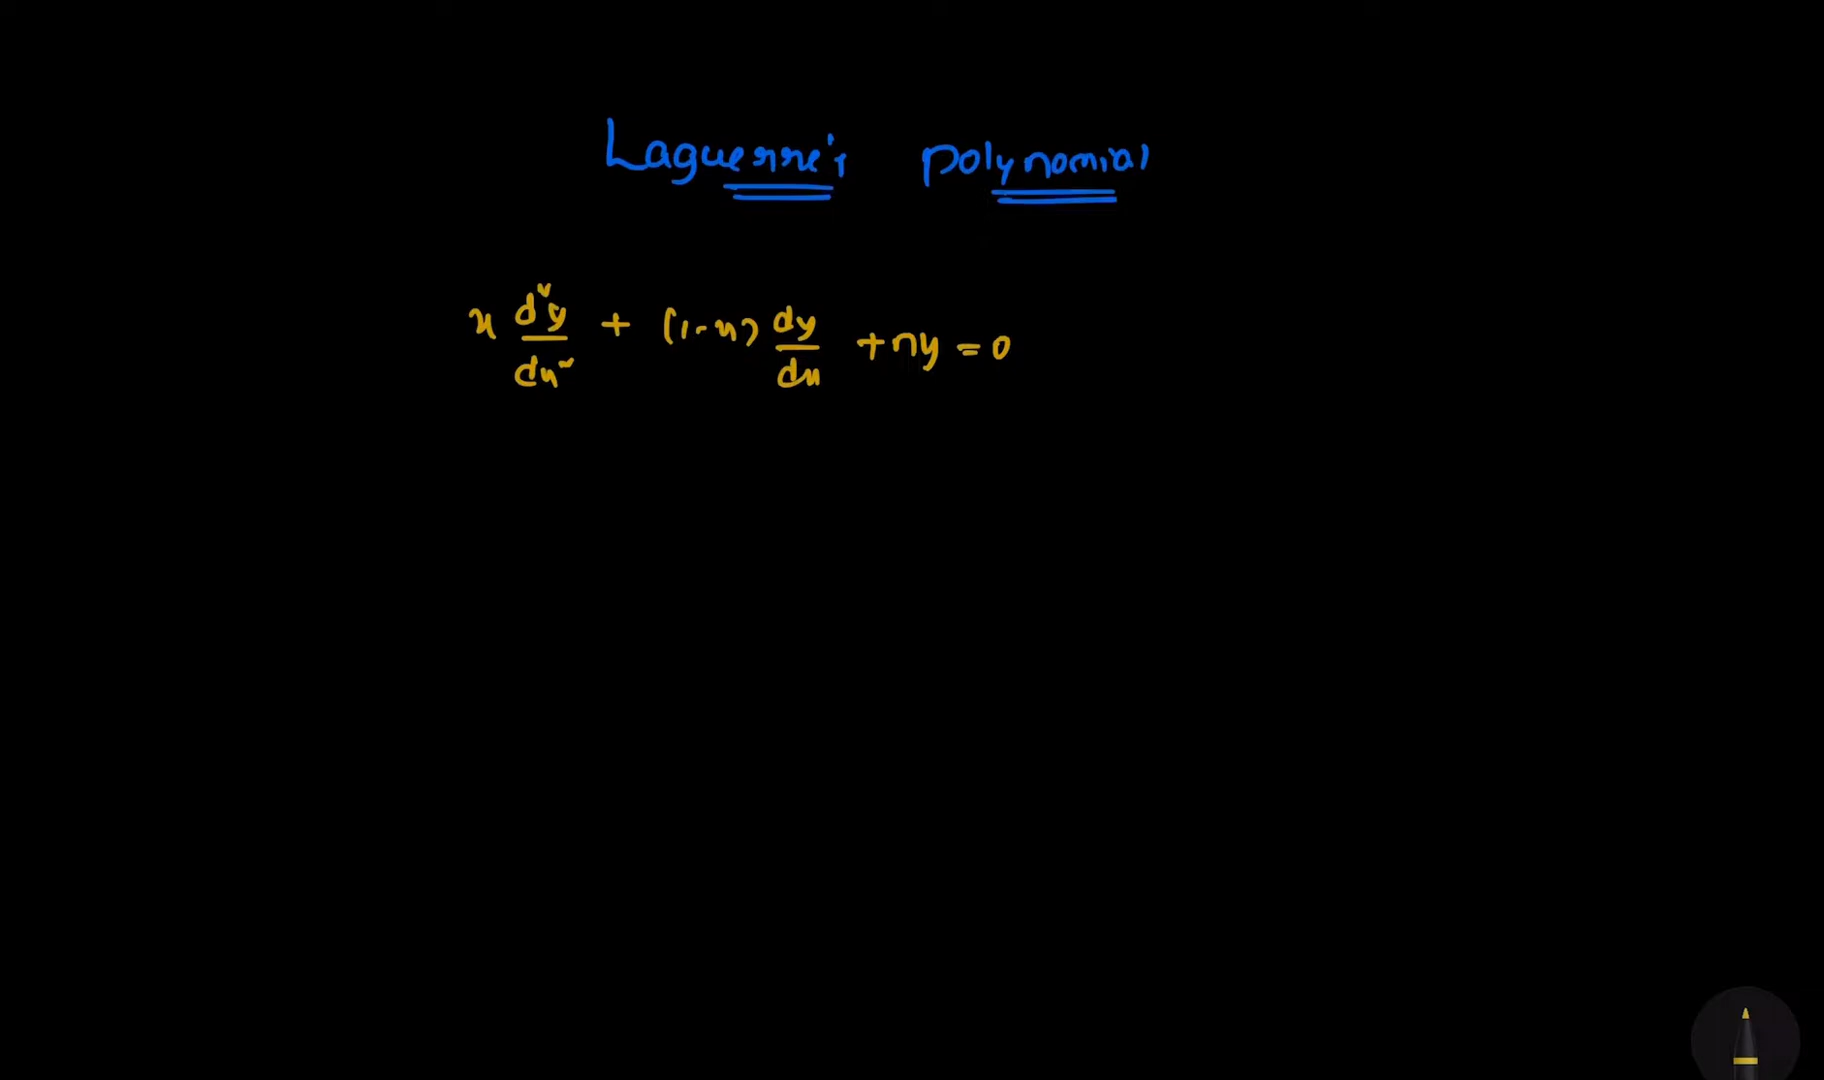 Laguerre's polynomial
x d²y/dx² + (1-x) dy/dx + ny = 0